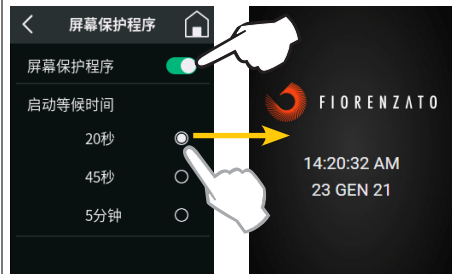 屏幕保护程序
屏幕保护程序
启动等候时间
20秒
45秒
5分钟
FIORENZATO
14:20:32 AM
23 GEN 21